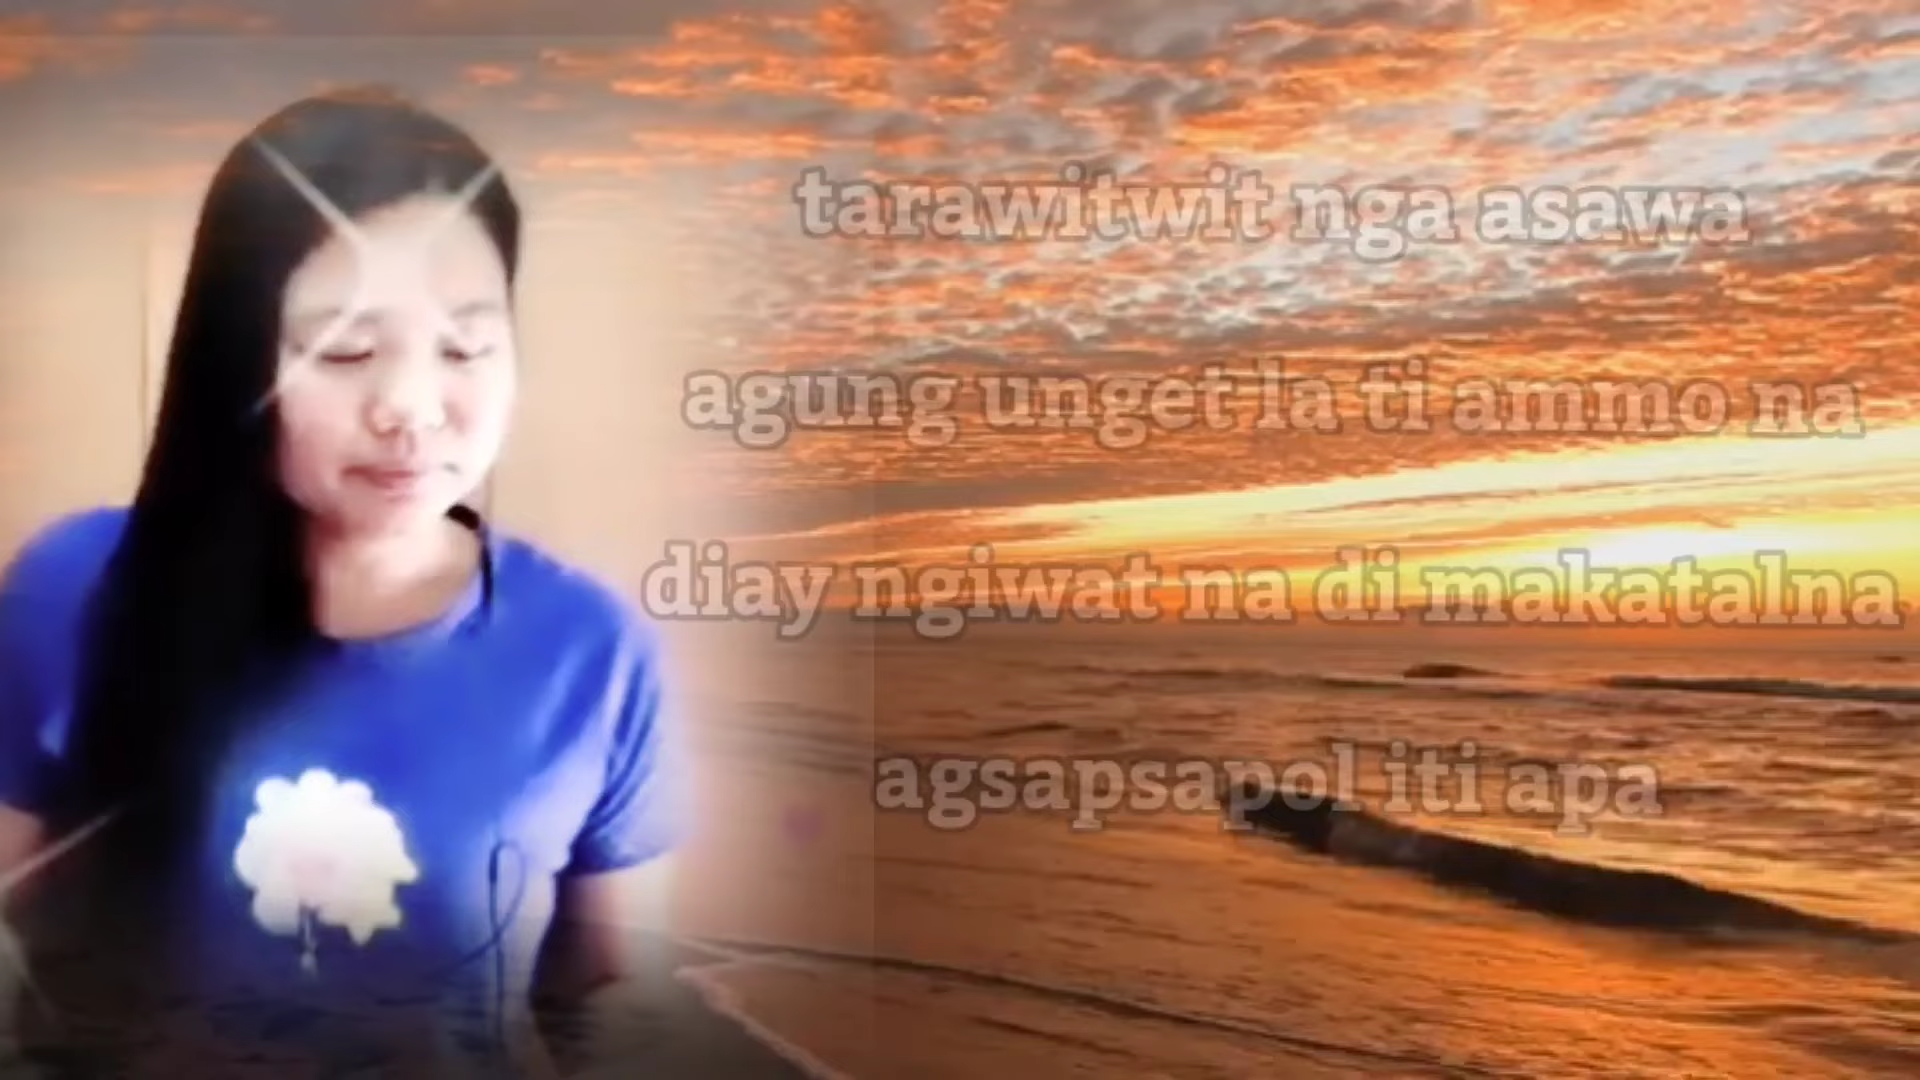 tarawitwit nga asawa
agung unget la ti ammo na
diay ngiwat na di makatalna
agsapsapol iti apa